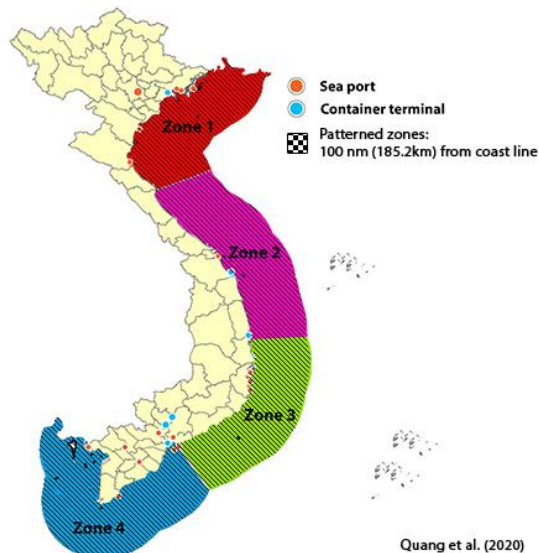 Sea port
Container terminal
Patterned zones:
100 nm (185.2km) from coast line
Zone 1
Zone 2
Zone 3
Zone 4
Quang et al. (2020)